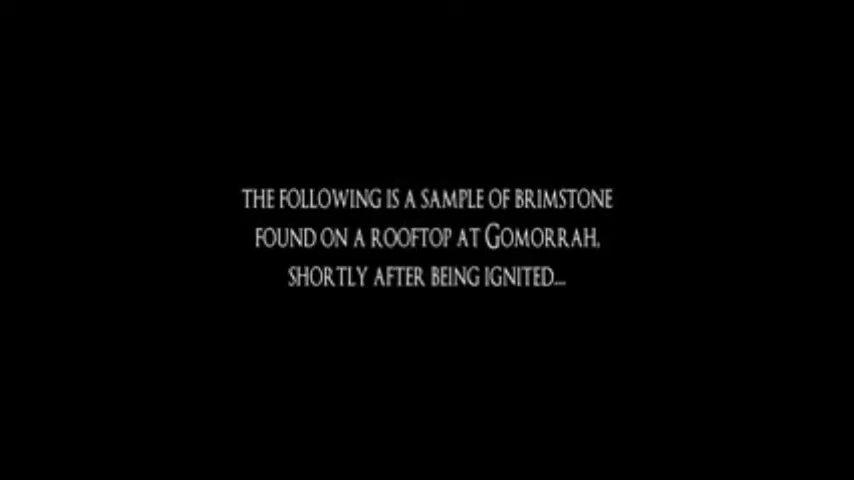 THE FOLLOWING IS A SAMPLE OF BRIMSTONE
FOUND ON A ROOFTOP AT GOMORRAH,
SHORTLY AFTER BEING IGNITED...